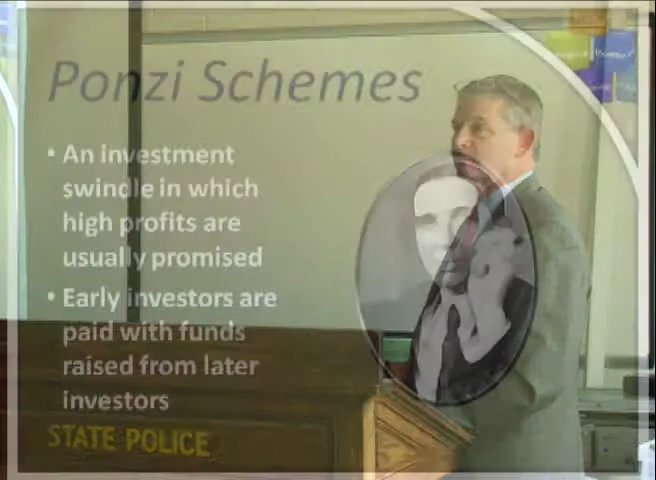 Ponzi Schemes
• An investment
swindle in which
high profits are
usually promised
• Early investors are
paid with funds
raised from later
investors
STATE POLICE